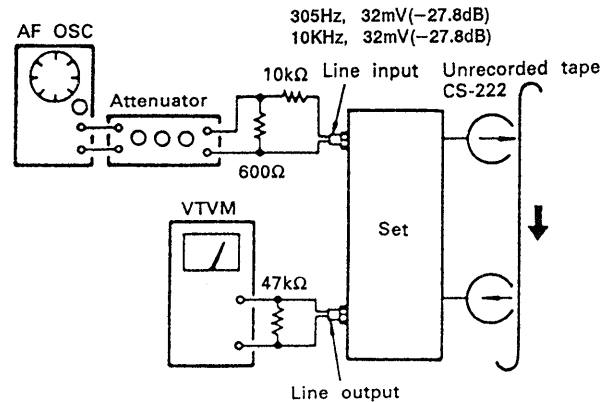 305Hz, 32mV(−27.8dB)
10KHz, 32mV(−27.8dB)
AF OSC
10kΩ
Line input
Unrecorded tape
CS-222
Attenuator
600Ω
VTVM
Set
47kΩ
Line output